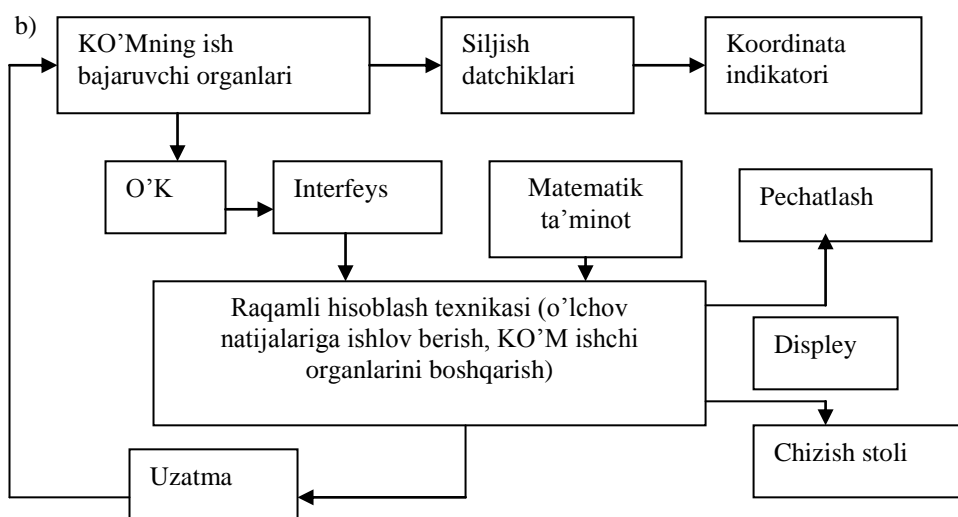 b)
KO’Mning ish
bajaruvchi organlari
Siljish
datchiklari
Koordinata
indikatori
O’K
Interfeys
Matematik
ta’minot
Pechatlash
Raqamli hisoblash texnikasi (o’lchov
natijalariga ishlov berish, KO’M ishchi
organlarini boshqarish)
Displey
Chizish stoli
Uzatma